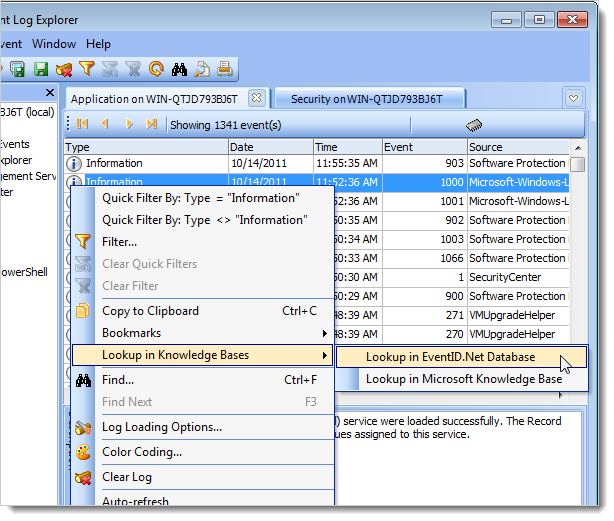 nt Log Explorer
vent Window Help
BJ6T (local)
Application on WIN-QTJD793BJ6T
Security on WIN-QTJD793BJ6T
Showing 1341 event(s)
Type Date Time Event Source
Information 10/14/2011 11:55:35 AM 903 Software Protection
Information 10/14/2011 11:52:36 AM 1000 Microsoft-Windows-L
:52:36 AM 1001 Microsoft-Windows-L
:50:35 AM 902 Software Protection
:50:34 AM 1003 Software Protection
:50:33 AM 1066 Software Protection
:50:30 AM 1 SecurityCenter
:50:29 AM 900 Software Protection
:48:39 AM 271 VMUpgradeHelper
:48:39 AM 270 VMUpgradeHelper
Events
xplorer
gement Serv
ter
owerShell
Quick Filter By: Type = "Information"
Quick Filter By: Type <> "Information"
Filter...
Clear Quick Filters
Clear Filter
Copy to Clipboard Ctrl+C
Bookmarks
Lookup in Knowledge Bases
Find... Ctrl+F
Find Next F3
Log Loading Options...
Color Coding...
Clear Log
Auto-refresh
Lookup in EventID.Net Database
Lookup in Microsoft Knowledge Base
) service were loaded successfully. The Record
ues assigned to this service.